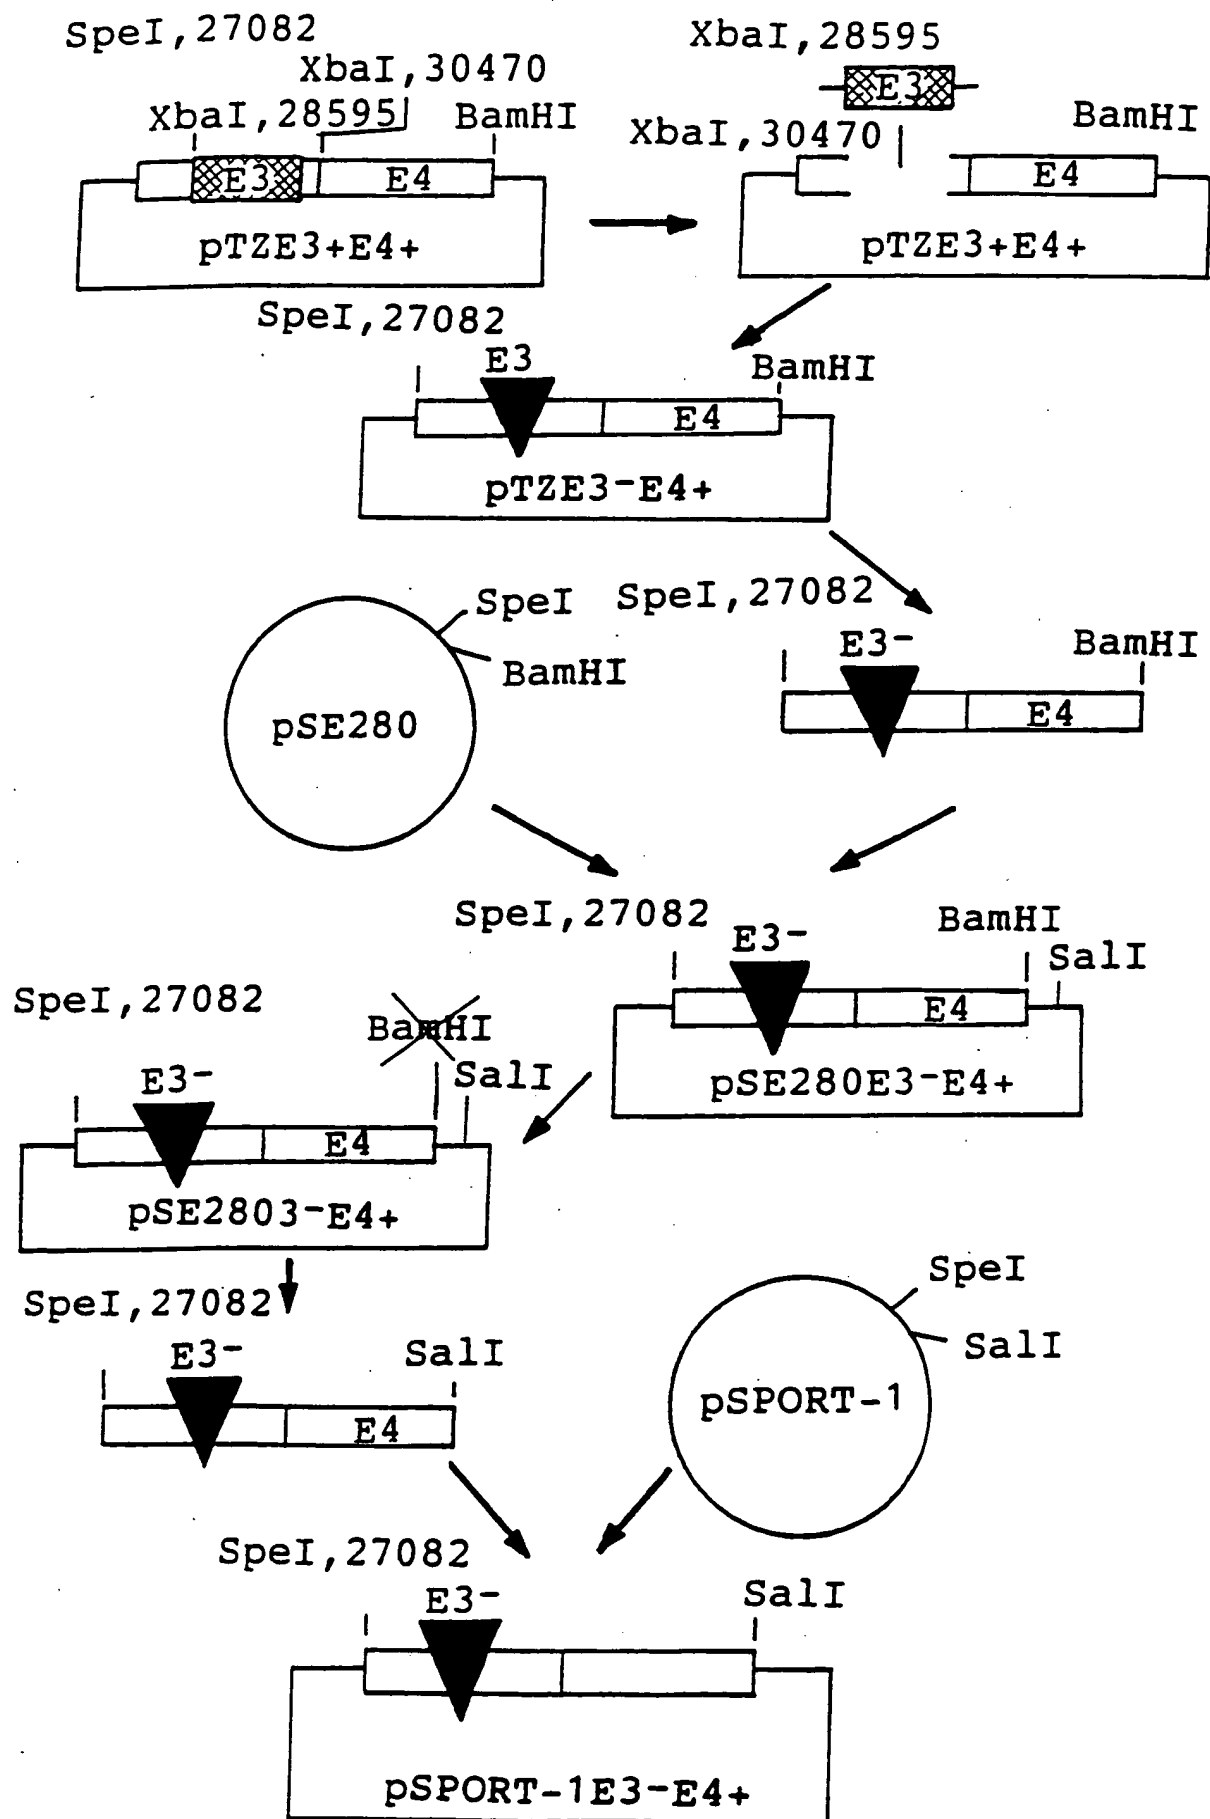 SpeI,27082
XbaI,30470
XbaI,28595
BamHI
E3
E4
pTZE3+E4+
XbaI,28595
E3
XbaI,30470
BamHI
E4
pTZE3+E4+
SpeI,27082
E3
BamHI
E4
pTZE3-E4+
SpeI
BamHI
pSE280
SpeI,27082
E3-
BamHI
E4
SpeI,27082
E3-
BamHI
SalI
E4
pSE280E3-E4+
SpeI,27082
BamHI
E3-
SalI
E4
pSE2803-E4+
SpeI,27082
E3-
SalI
E4
SpeI
SalI
pSPORT-1
SpeI,27082
E3-
SalI
pSPORT-1E3-E4+